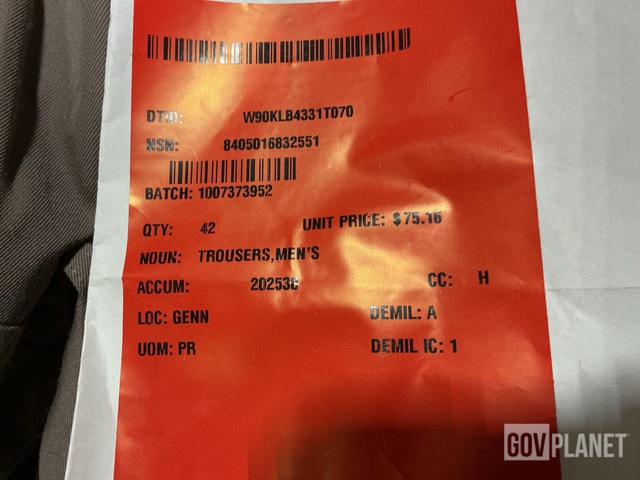 DTID: W90KLB4331T070
NSN: 8405016832551
BATCH: 1007373952
QTY: 42 UNIT PRICE: $75.16
NOUN: TROUSERS,MEN'S
ACCUM: 202530 CC: H
LOC: GENN DEMIL: A
UOM: PR DEMIL IC: 1
GOVPLANET